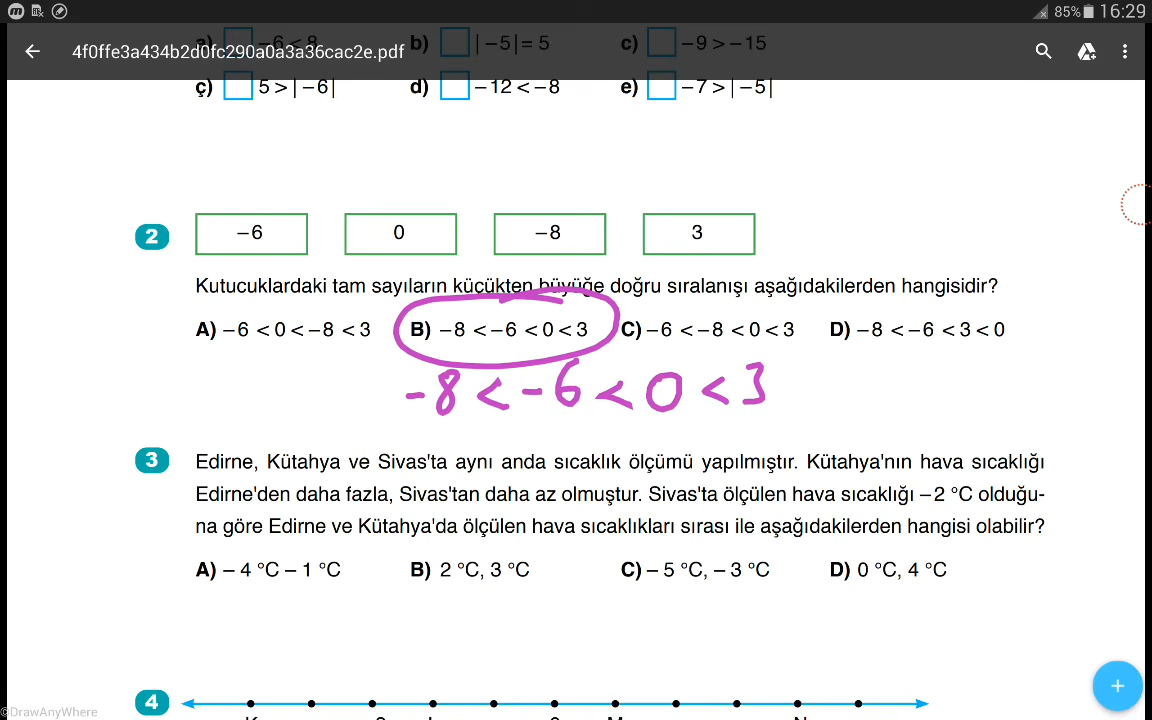 85% 16:29
4f0ffe3a434b2d0fc290a0a3a36cac2e.pdf
a) −6 < 8 b) | −5 | = 5 c) −9 > −15
ç) 5 > | −6 | d) −12 < −8 e) −7 > | −5 |
2 −6 0 −8 3
Kutucuklardaki tam sayıların küçükten büyüğe doğru sıralanışı aşağıdakilerden hangisidir?
A) −6 < 0 < −8 < 3 B) −8 < −6 < 0 < 3 C) −6 < −8 < 0 < 3 D) −8 < −6 < 3 < 0
-8 < -6 < 0 < 3
3 Edirne, Kütahya ve Sivas'ta aynı anda sıcaklık ölçümü yapılmıştır. Kütahya'nın hava sıcaklığı
Edirne'den daha fazla, Sivas'tan daha az olmuştur. Sivas'ta ölçülen hava sıcaklığı −2 °C olduğu-
na göre Edirne ve Kütahya'da ölçülen hava sıcaklıkları sırası ile aşağıdakilerden hangisi olabilir?
A) − 4 °C − 1 °C B) 2 °C, 3 °C C) − 5 °C, − 3 °C D) 0 °C, 4 °C
4
©DrawAnyWhere